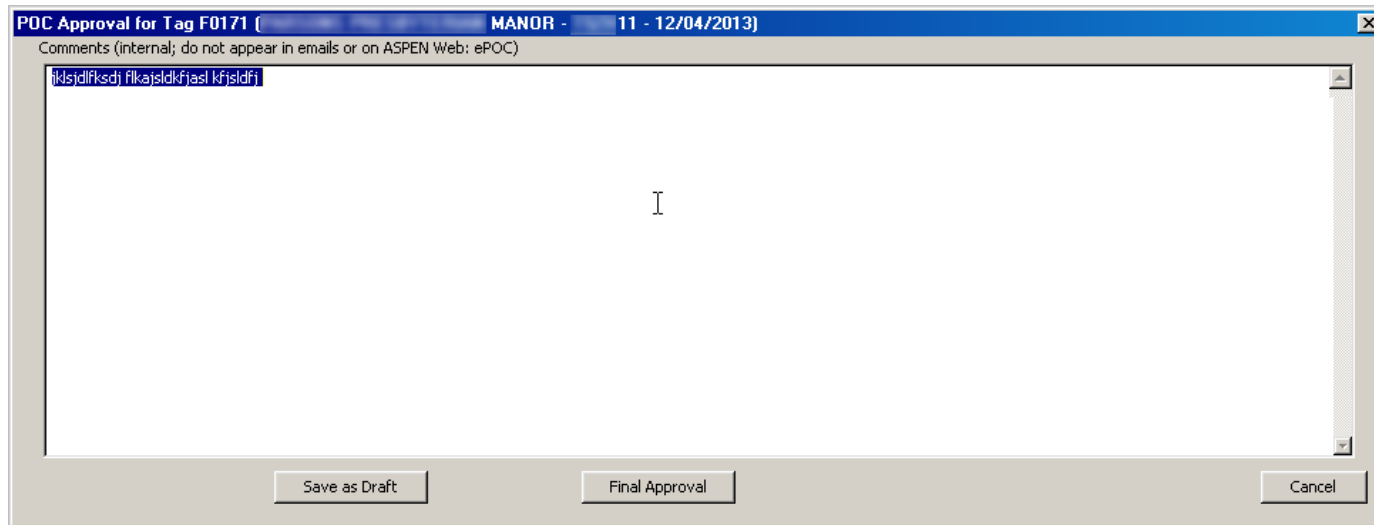 POC Approval for Tag F0171 ( MANOR - 11 - 12/04/2013)
Comments (internal; do not appear in emails or on ASPEN Web: ePOC)
jklsjdlfksdj flkajsldkfjasl kfjsldfj
Save as Draft Final Approval Cancel